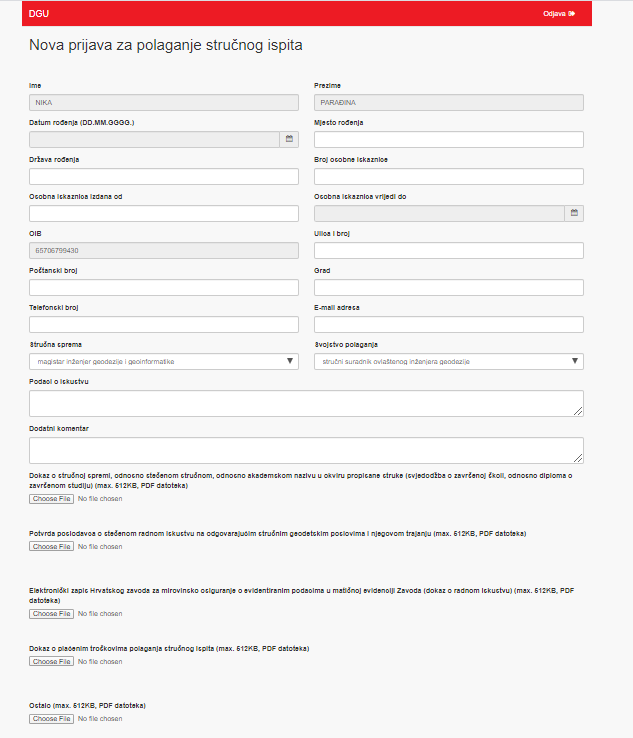 DGU Odjava
Nova prijava za polaganje stručnog ispita
Ime Prezime
NIKA PARAĐINA
Datum rođenja (DD.MM.GGGG.) Mjesto rođenja
Država rođenja Broj osobne iskaznice
Osobna iskaznica izdana od Osobna iskaznica vrijedi do
OIB Ulica i broj
65706799430
Poštanski broj Grad
Telefonski broj E-mail adresa
Stručna sprema Svojstvo polaganja
magistar inženjer geodezije i geoinformatike stručni suradnik ovlaštenog inženjera geodezije
Podaci o iskustvu
Dodatni komentar
Dokaz o stručnoj spremi, odnosno stečenom stručnom, odnosno akademskom nazivu u okviru propisane struke (svjedodžba o završenoj školi, odnosno diploma o
završenom studiju) (max. 512KB, PDF datoteka)
Choose File No file chosen
Potvrda poslodavca o stečenom radnom iskustvu na odgovarajućim stručnim geodetskim poslovima i njegovom trajanju (max. 512KB, PDF datoteka)
Choose File No file chosen
Elektronički zapis Hrvatskog zavoda za mirovinsko osiguranje o evidentiranim podacima u matičnoj evidenciji Zavoda (dokaz o radnom iskustvu) (max. 512KB, PDF
datoteka)
Choose File No file chosen
Dokaz o plaćenim troškovima polaganja stručnog ispita (max. 512KB, PDF datoteka)
Choose File No file chosen
Ostalo (max. 512KB, PDF datoteka)
Choose File No file chosen